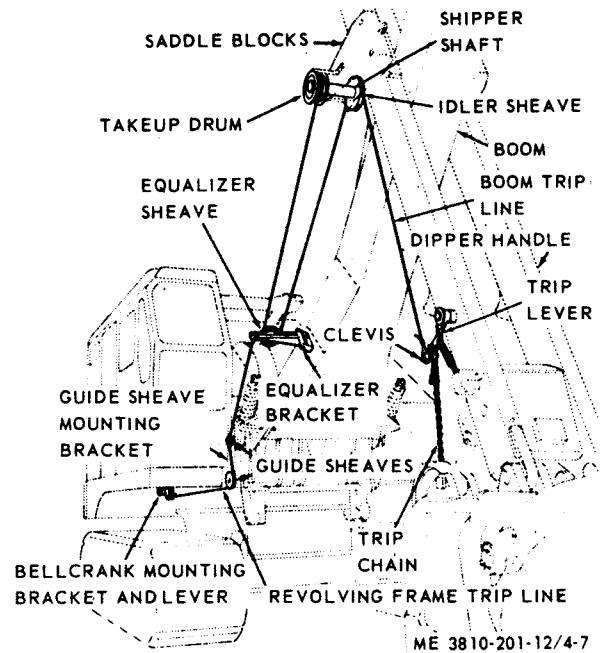 SADDLE BLOCKS
SHIPPER
SHAFT
TAKEUP DRUM
IDLER SHEAVE
BOOM
EQUALIZER
SHEAVE
BOOM TRIP
LINE
DIPPER HANDLE
TRIP
LEVER
CLEVIS
GUIDE SHEAVE
MOUNTING
BRACKET
EQUALIZER
BRACKET
GUIDE SHEAVES
TRIP
CHAIN
BELLCRANK MOUNTING
BRACKET AND LEVER
REVOLVING FRAME TRIP LINE
ME 3810-201-12/4-7